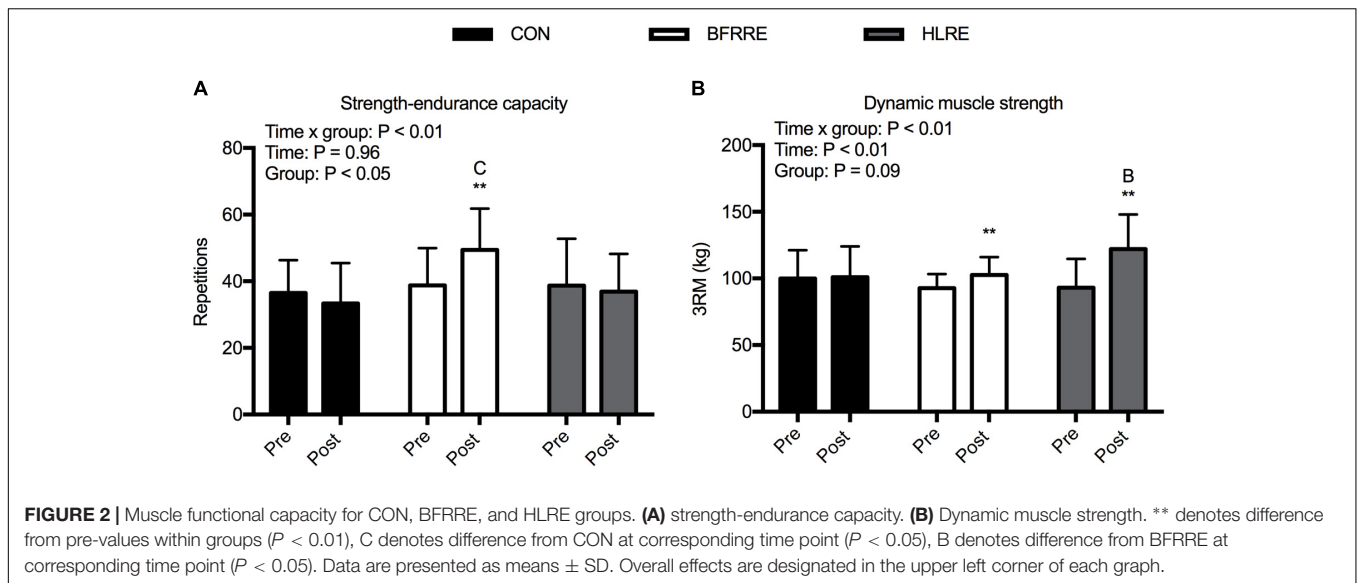 CON BFRRE HLRE
A
Strength-endurance capacity
Time x group: P < 0.01
Time: P = 0.96
Group: P < 0.05
80
60
40
20
0
Repetitions
C
**
Pre Post Pre Post Pre Post
B
Dynamic muscle strength
Time x group: P < 0.01
Time: P < 0.01
Group: P = 0.09
200
150
100
50
0
3RM (kg)
**
B
**
Pre Post Pre Post Pre Post
FIGURE 2 | Muscle functional capacity for CON, BFRRE, and HLRE groups. (A) strength-endurance capacity. (B) Dynamic muscle strength. ** denotes difference
from pre-values within groups (P < 0.01), C denotes difference from CON at corresponding time point (P < 0.05), B denotes difference from BFRRE at
corresponding time point (P < 0.05). Data are presented as means ± SD. Overall effects are designated in the upper left corner of each graph.